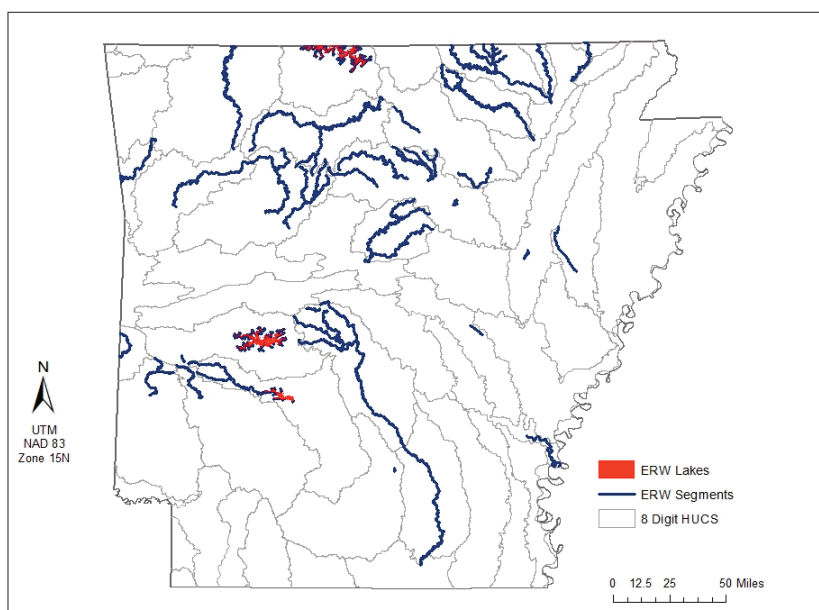 N
UTM
NAD 83
Zone 15N
ERW Lakes
ERW Segments
8 Digit HUCS
0 12.5 25 50 Miles